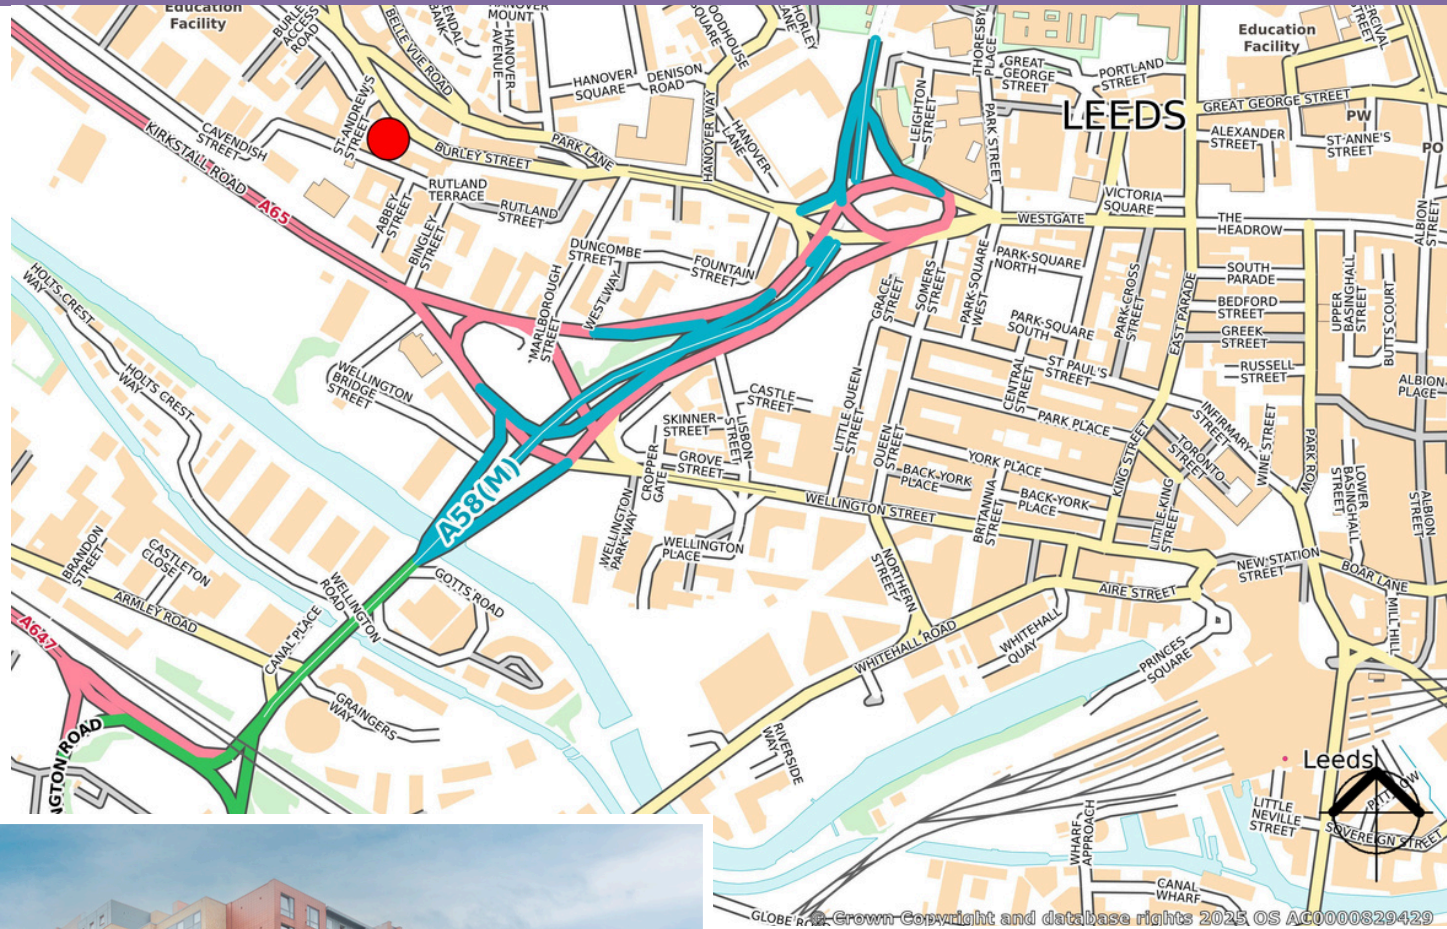 Education
Facility
BURLEY
ACCESS
ROAD
BELLE VUE ROAD
KENDAL
BANK
HANOVER
MOUNT
HANOVER
AVENUE
WOODHOUSE
SQUARE
THORESBY
PLACE
GREAT
GEORGE
STREET
PORTLAND
STREET
Education
Facility
HANOVER
SQUARE
DENISON
ROAD
LEEDS
GREAT GEORGE STREET
PW
LEIGHTON
STREET
PARK STREET
ALEXANDER
STREET
ST-ANNE'S
STREET
PO
ST-ANDREW'S
STREET
CAVENDISH
STREET
KIRKSTALL ROAD
A65
BURLEY STREET
PARK LANE
HANOVER WAY
HANOVER
LANE
RUTLAND
TERRACE
RUTLAND
STREET
ABBEY
STREET
BINGLEY
STREET
VICTORIA
SQUARE
WESTGATE
THE
HEADROW
ALBION
STREET
DUNCOMBE
STREET
FOUNTAIN
STREET
WEST WAY
MARLBOROUGH
STREET
GRACE
STREET
SOMERS
STREET
PARK-SQUARE
WEST
PARK-SQUARE
NORTH
PARK-CROSS
STREET
EAST PARADE
SOUTH
PARADE
BEDFORD
STREET
GREEK
STREET
RUSSELL
STREET
UPPER
BASINGHALL
STREET
BUTTS COURT
HOLTS CREST
WAY
HOLTS CREST
WAY
PARK-SQUARE
SOUTH
ST PAUL'S
STREET
CENTRAL
STREET
PARK PLACE
ALBION
PLACE
WELLINGTON
BRIDGE
STREET
CASTLE
STREET
SKINNER
STREET
LISBON
STREET
GROVE
STREET
CROPPER
GATE
LITTLE QUEEN
STREET
QUEEN
STREET
KING STREET
INFIRMARY
STREET
TORONTO
STREET
WINE STREET
PARK ROW
YORK PLACE
BACK-YORK
PLACE
BACK-YORK
PLACE
BRITANNIA
STREET
LITTLE KING
STREET
LOWER
BASINGHALL
STREET
ALBION
STREET
A58(M)
WELLINGTON STREET
WELLINGTON
PARK-WAY
WELLINGTON
PLACE
NORTHERN
STREET
NEW-STATION
STREET
BOAR LANE
AIRE STREET
MILL HILL
BRANDON
STREET
CASTLETON
CLOSE
ARMLEY ROAD
WELLINGTON
ROAD
GOTTS ROAD
CANAL PLACE
A647
GRAINGERS
WAY
WHITEHALL ROAD
WHITEHALL
QUAY
PRINCES
SQUARE
RIVERSIDE
WAY
NGTON ROAD
Leeds
LITTLE
NEVILLE
STREET
SOVEREIGN STREET
WHARF
APPROACH
CANAL
WHARF
© Crown Copyright and database rights 2025 OS AC0000829429